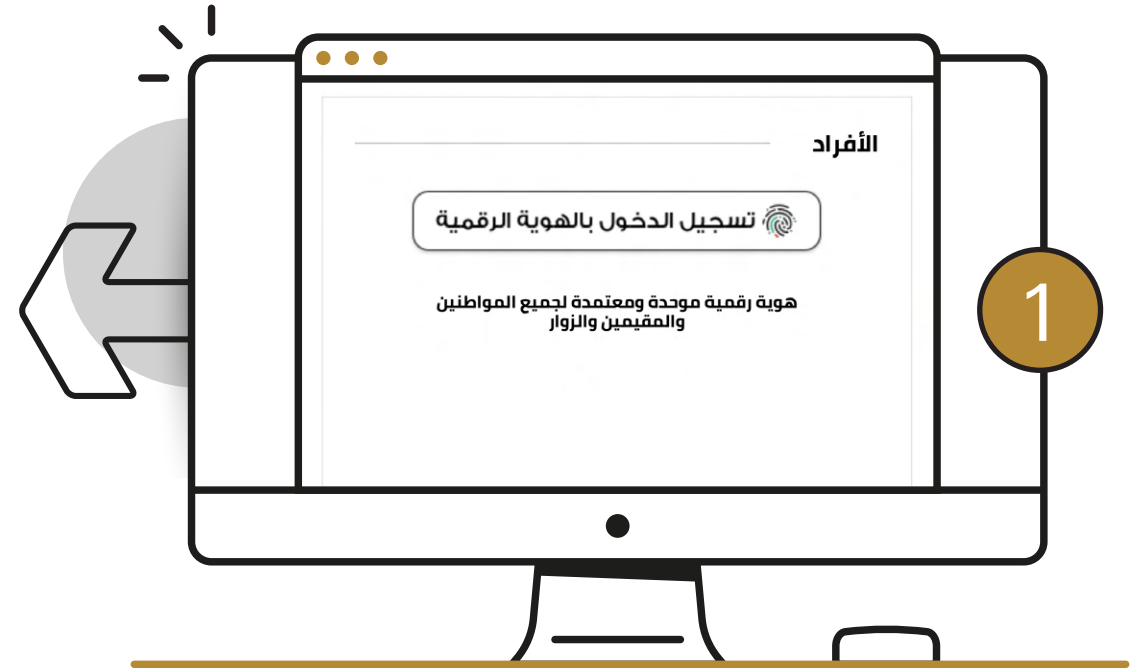 الأفراد
تسجيل الدخول بالهوية الرقمية
هوية رقمية موحدة ومعتمدة لجميع المواطنين
والمقيمين والزوار
1